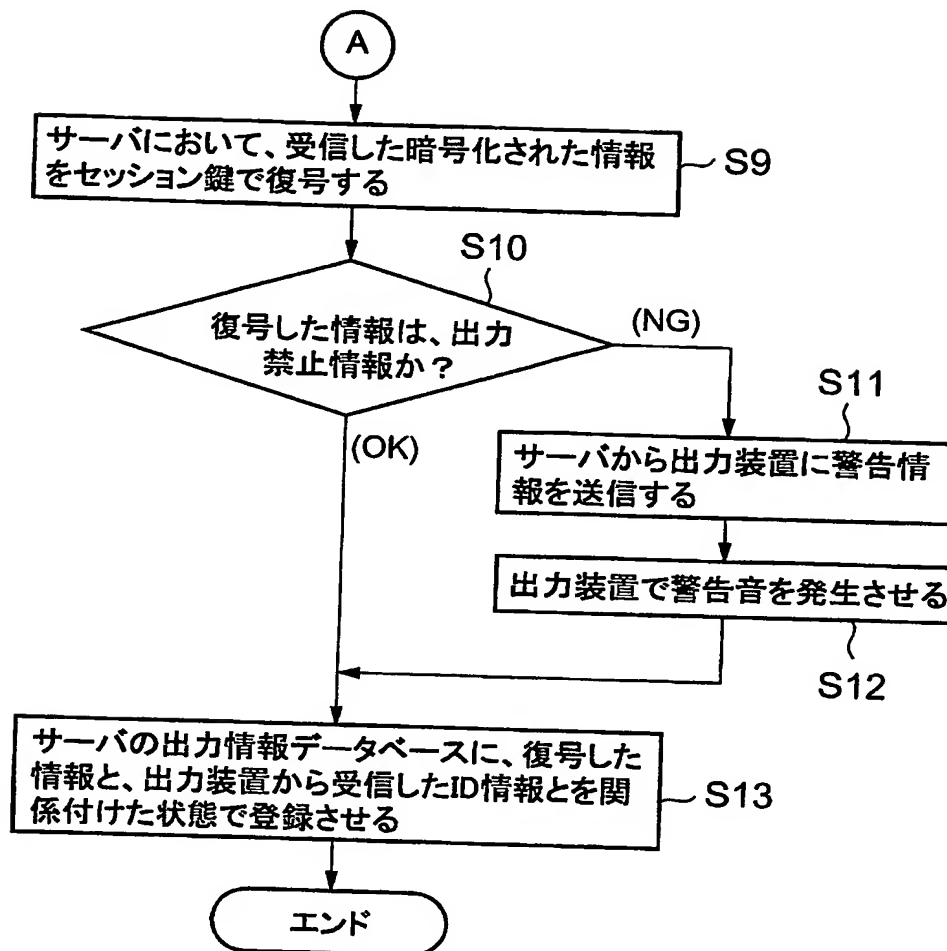 A
サーバにおいて、受信した暗号化された情報
をセッション鍵で復号する
S9
S10
復号した情報は、出力
禁止情報か？
(NG)
(OK)
S11
サーバから出力装置に警告情
報を送信する
出力装置で警告音を発生させる
S12
サーバの出力情報データベースに、復号した
情報と、出力装置から受信したID情報とを関
係付けた状態で登録させる
S13
エンド